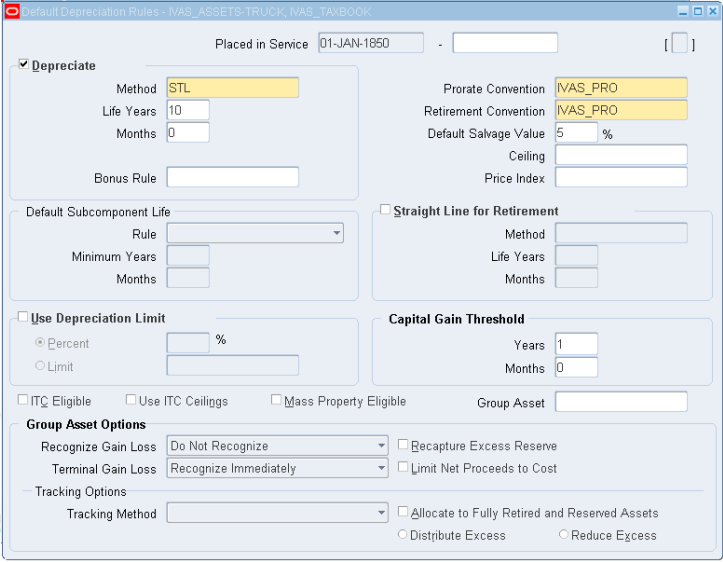 Default Depreciation Rules - IVAS_ASSETS-TRUCK, IVAS_TAXBOOK
Placed in Service 01-JAN-1850 - [ ]
Depreciate
Method STL
Life Years 10
Months 0
Bonus Rule
Prorate Convention IVAS_PRO
Retirement Convention IVAS_PRO
Default Salvage Value 5 %
Ceiling
Price Index
Default Subcomponent Life
Rule
Minimum Years
Months
Straight Line for Retirement
Method
Life Years
Months
Use Depreciation Limit
Percent %
Limit
Capital Gain Threshold
Years 1
Months 0
ITC Eligible Use ITC Ceilings Mass Property Eligible Group Asset
Group Asset Options
Recognize Gain Loss Do Not Recognize Recapture Excess Reserve
Terminal Gain Loss Recognize Immediately Limit Net Proceeds to Cost
Tracking Options
Tracking Method Allocate to Fully Retired and Reserved Assets
Distribute Excess Reduce Excess